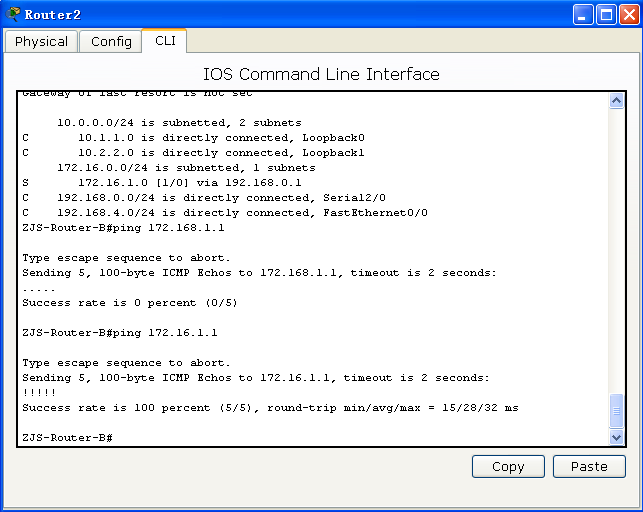 Router2
Physical Config CLI
IOS Command Line Interface
Gateway of last resort is not set
10.0.0.0/24 is subnetted, 2 subnets
C 10.1.1.0 is directly connected, Loopback0
C 10.2.2.0 is directly connected, Loopback1
172.16.0.0/24 is subnetted, 1 subnets
S 172.16.1.0 [1/0] via 192.168.0.1
C 192.168.0.0/24 is directly connected, Serial2/0
C 192.168.4.0/24 is directly connected, FastEthernet0/0
ZJS-Router-B#ping 172.168.1.1
Type escape sequence to abort.
Sending 5, 100-byte ICMP Echos to 172.168.1.1, timeout is 2 seconds:
.....
Success rate is 0 percent (0/5)
ZJS-Router-B#ping 172.16.1.1
Type escape sequence to abort.
Sending 5, 100-byte ICMP Echos to 172.16.1.1, timeout is 2 seconds:
!!!!!
Success rate is 100 percent (5/5), round-trip min/avg/max = 15/28/32 ms
ZJS-Router-B#
Copy Paste